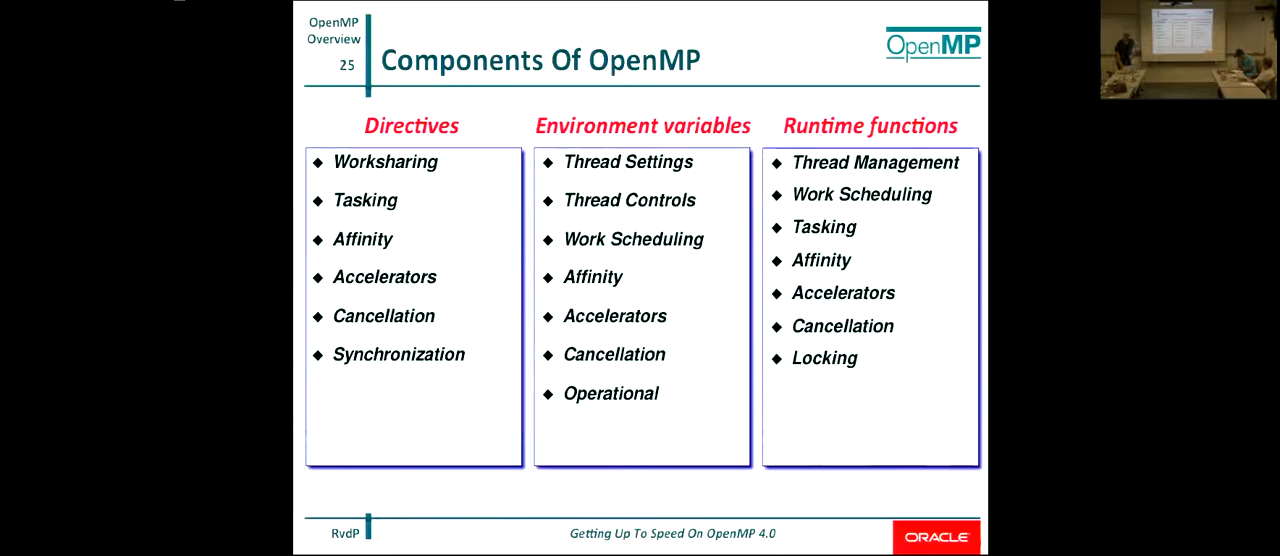 OpenMP
Overview
25
Components Of OpenMP
OpenMP
Directives
Worksharing
Tasking
Affinity
Accelerators
Cancellation
Synchronization
Environment variables
Thread Settings
Thread Controls
Work Scheduling
Affinity
Accelerators
Cancellation
Operational
Runtime functions
Thread Management
Work Scheduling
Tasking
Affinity
Accelerators
Cancellation
Locking
RvdP
Getting Up To Speed On OpenMP 4.0
ORACLE